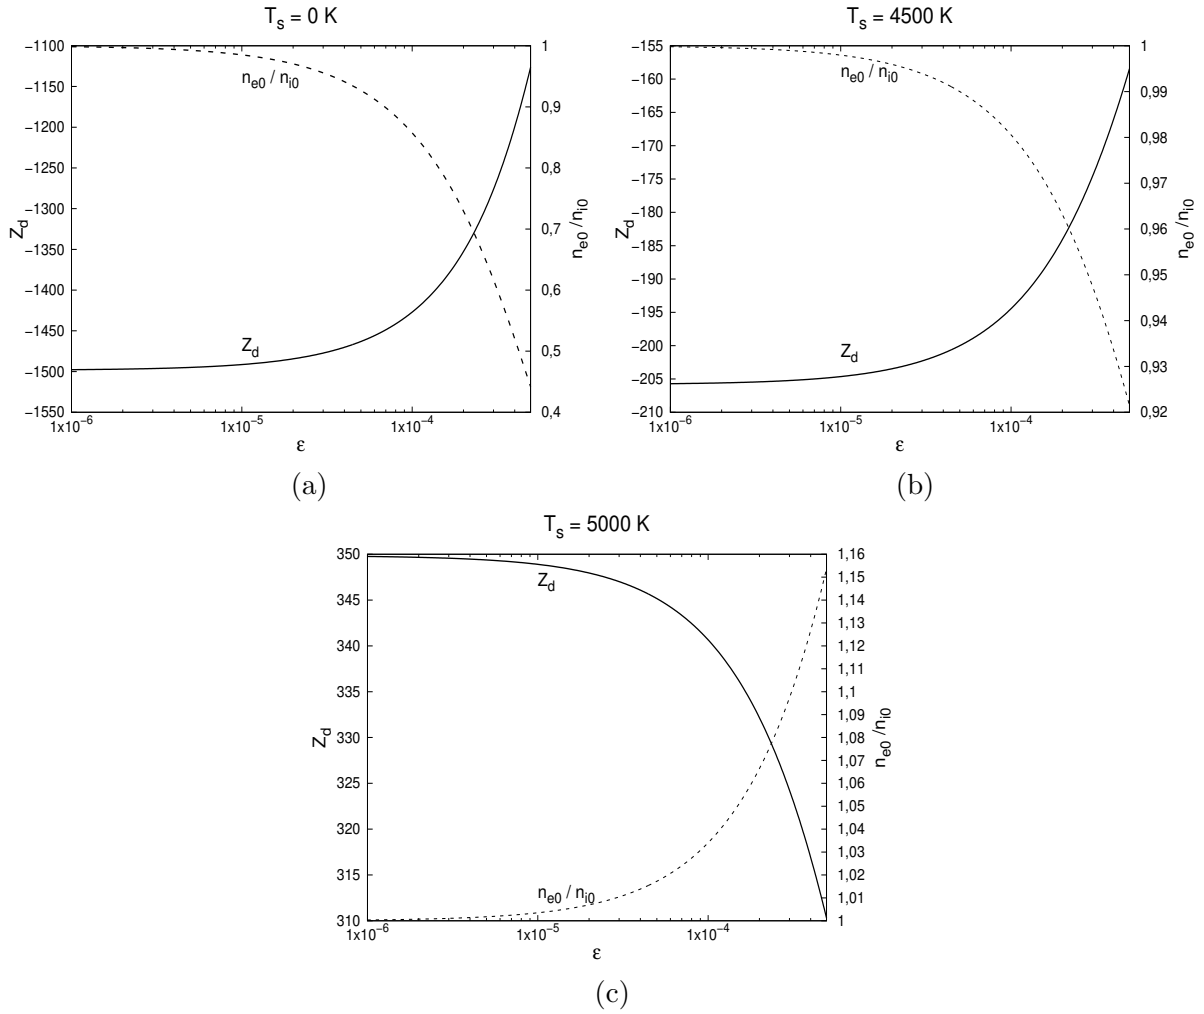 T_s = 0 K
−1100
−1150
−1200
−1250
−1300
−1350
−1400
−1450
−1500
−1550
Z_d
n_e0 / n_i0
Z_d
1
0,9
0,8
0,7
0,6
0,5
0,4
n_e0 / n_i0
1x10^−6
1x10^−5
1x10^−4
ε
(a)
T_s = 4500 K
−155
−160
−165
−170
−175
−180
−185
−190
−195
−200
−205
−210
Z_d
n_e0 / n_i0
Z_d
1
0,99
0,98
0,97
0,96
0,95
0,94
0,93
0,92
n_e0 / n_i0
1x10^−6
1x10^−5
1x10^−4
ε
(b)
T_s = 5000 K
350
345
340
335
330
325
320
315
310
Z_d
Z_d
n_e0 / n_i0
1,16
1,15
1,14
1,13
1,12
1,11
1,1
1,09
1,08
1,07
1,06
1,05
1,04
1,03
1,02
1,01
1
n_e0 / n_i0
1x10^−6
1x10^−5
1x10^−4
ε
(c)